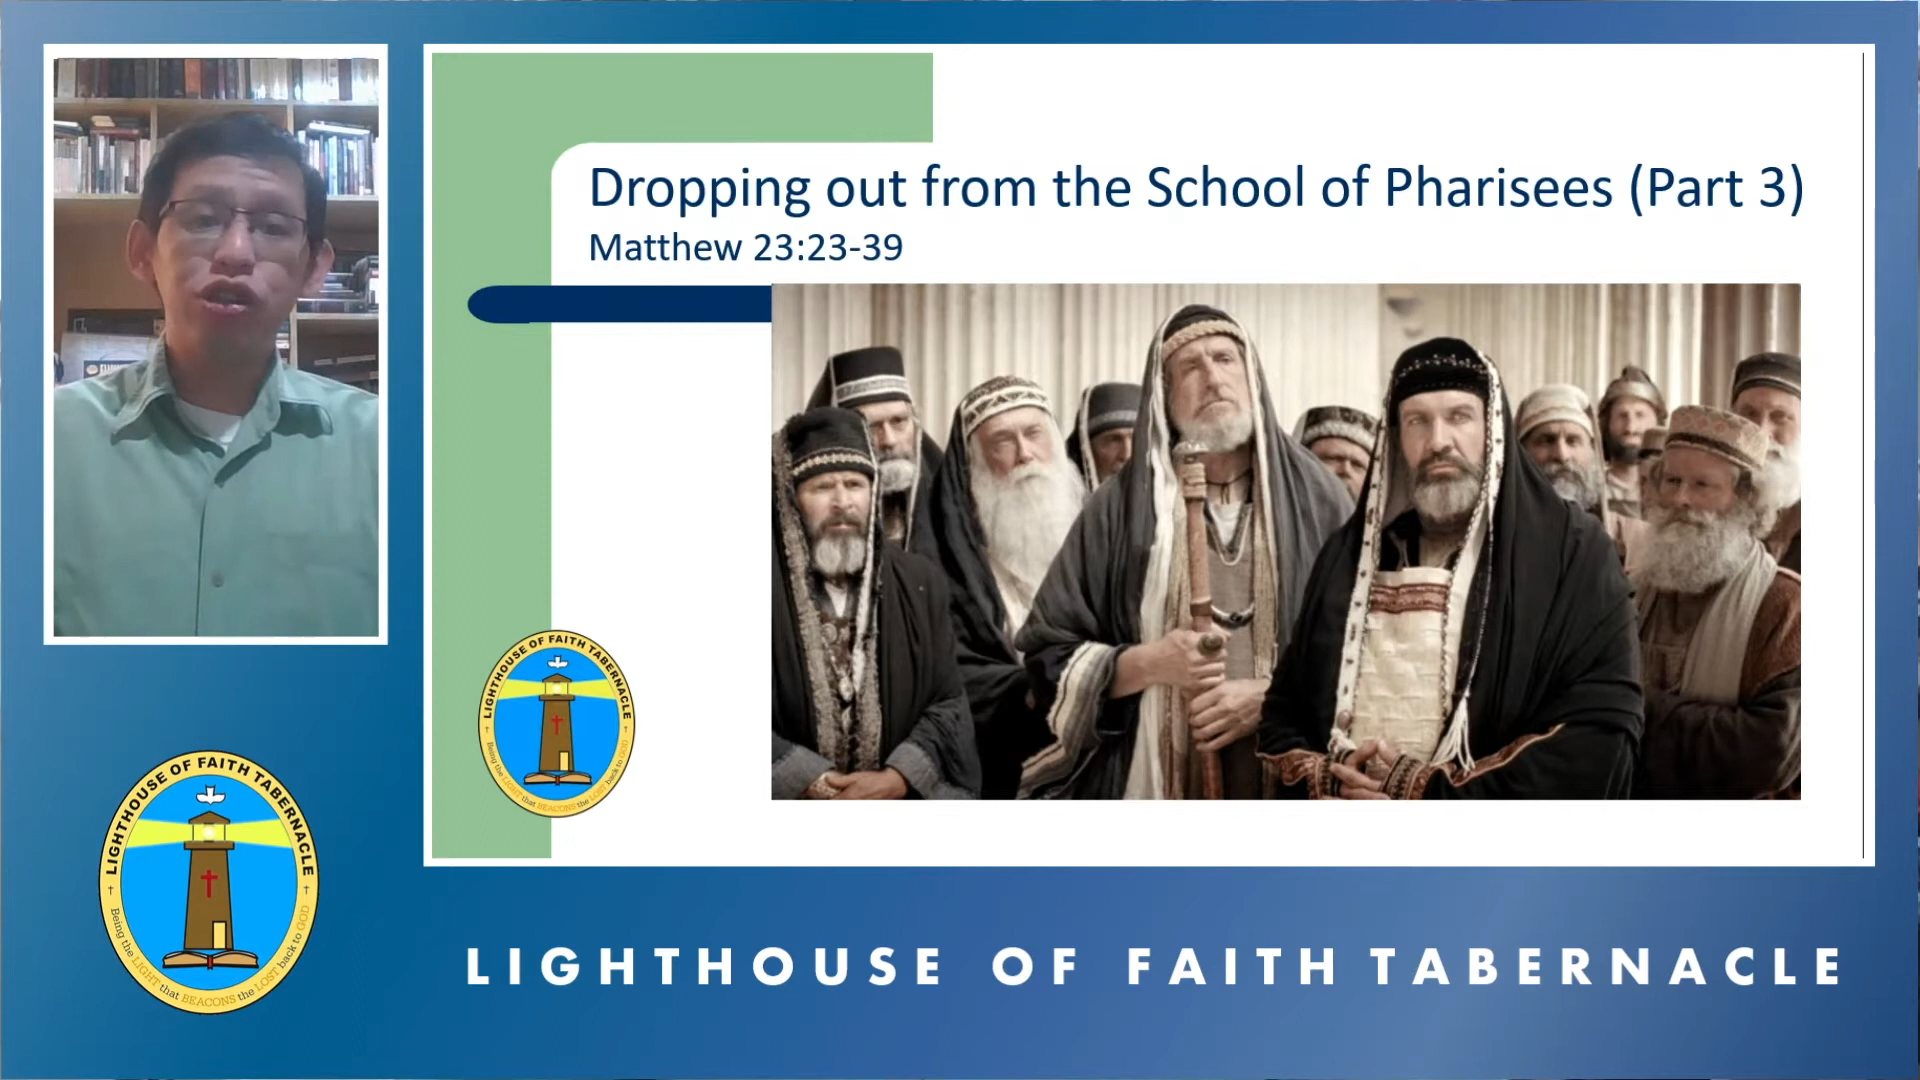 Dropping out from the School of Pharisees (Part 3)
Matthew 23:23-39
LIGHTHOUSE OF FAITH TABERNACLE
Being the LIGHT that BEACONS the LOST back to GOD
LIGHTHOUSE OF FAITH TABERNACLE
Being the LIGHT that BEACONS the LOST back to GOD
LIGHTHOUSE OF FAITH TABERNACLE